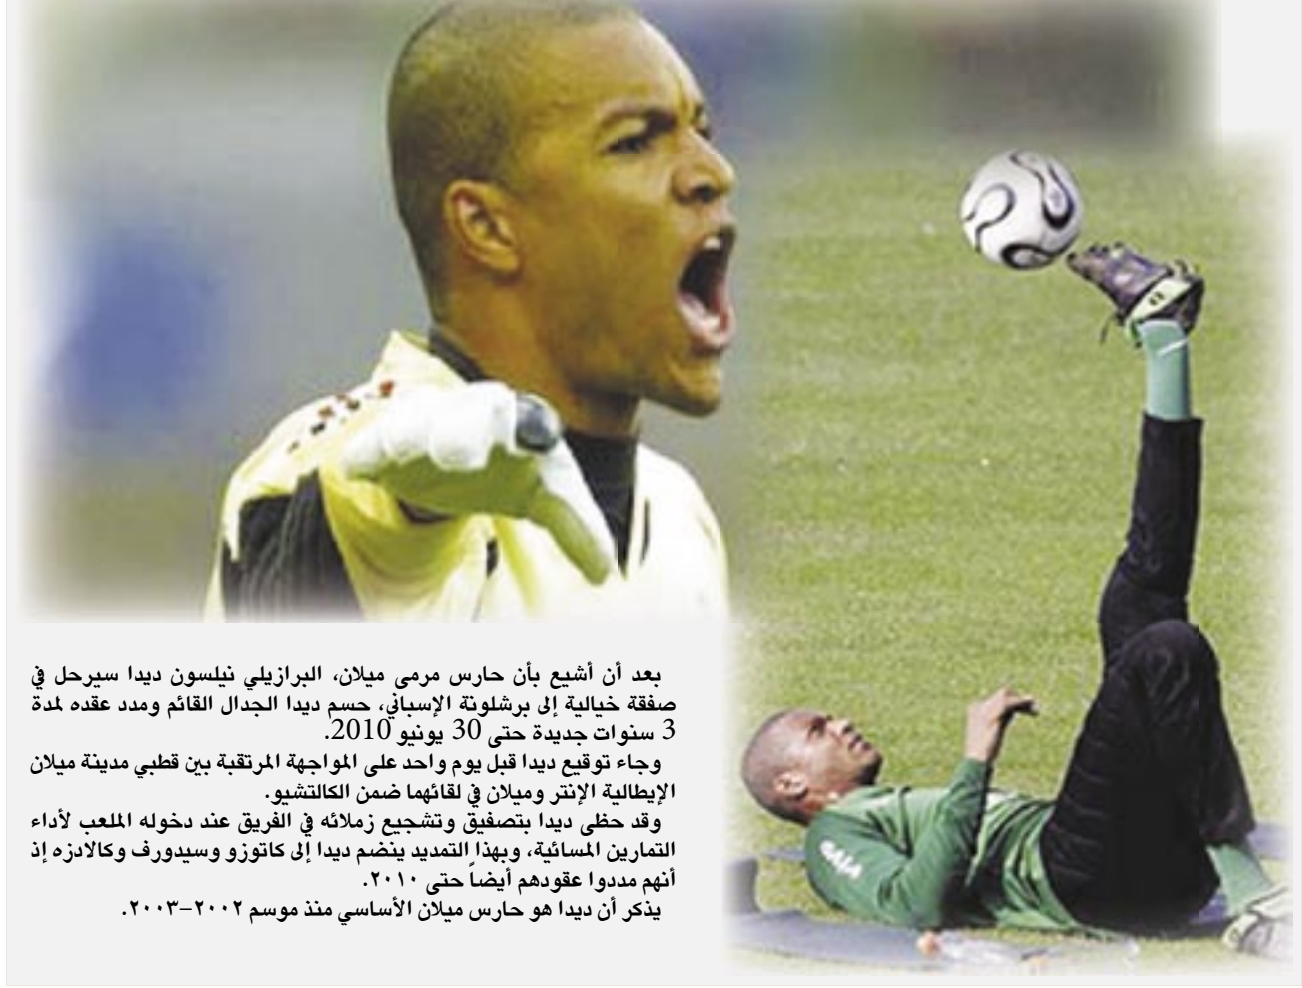 بعد أن أشيع بأن حارس مرمى ميلان، البرازيلي نيلسون ديدا سيرحل في
صفقة خيالية إلى برشلونة الإسباني، حسم ديدا الجدال القائم ومدد عقده لمدة
3 سنوات جديدة حتى 30 يونيو 2010.
وجاء توقيع ديدا قبل يوم واحد على المواجهة المرتقبة بين قطبي مدينة ميلان
الإيطالية الإنتر وميلان في لقائهما ضمن الكالتشيو.
وقد حظى ديدا بتصفيق وتشجيع زملائه في الفريق عند دخوله الملعب لأداء
التمارين المسائية، وبهذا التمديد ينضم ديدا إلى كاتوزو وسيدورف وكالادزه إذ
أنهم مددوا عقودهم أيضاً حتى ٢٠١٠.
يذكر أن ديدا هو حارس ميلان الأساسي منذ موسم ٢٠٠٢-٢٠٠٣.